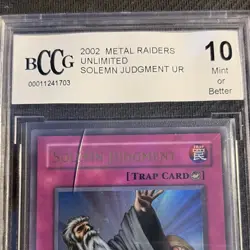 BCCG
00011241703
2002 METAL RAIDERS
UNLIMITED
SOLEMN JUDGMENT UR
10
Mint
or
Better
SOLEMN JUDGMENT
[TRAP CARD]